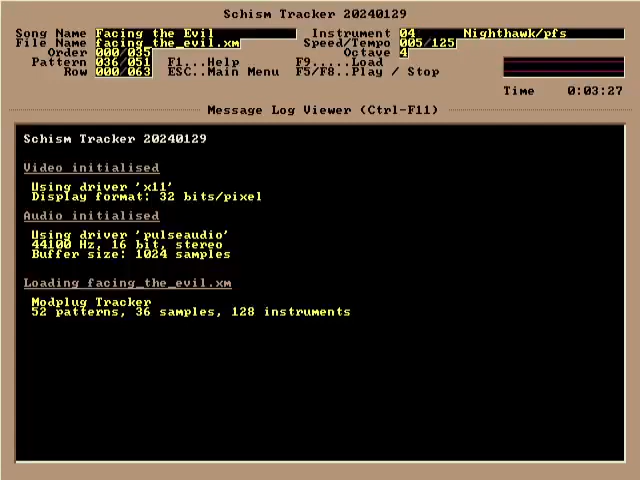 Schism Tracker 20240129
Song Name Facing the Evil Instrument 04 Nighthawk/pfs
File Name facing_the_evil.xm Speed/Tempo 005/125
Order 000/035 Octave 4
Pattern 036/051 F1...Help F9.....Load
Row 000/063 ESC..Main Menu F5/F8..Play / Stop
Time 0:03:27
Message Log Viewer (Ctrl-F11)
Schism Tracker 20240129
Video initialised
Using driver 'x11'
Display format: 32 bits/pixel
Audio initialised
Using driver 'pulseaudio'
44100 Hz, 16 bit, stereo
Buffer size: 1024 samples
Loading facing_the_evil.xm
Modplug Tracker
52 patterns, 36 samples, 128 instruments